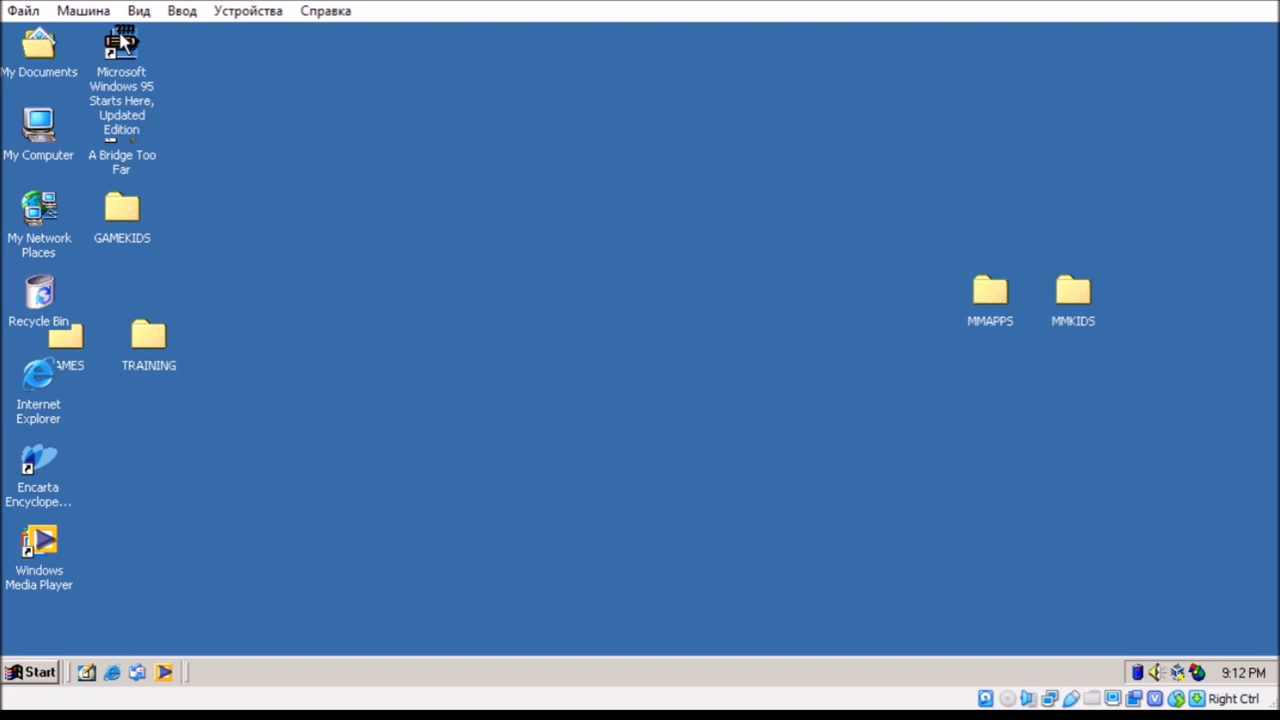 Файл Машина Вид Ввод Устройства Справка
My Documents
Microsoft
Windows 95
Starts Here,
Updated
Edition
My Computer
A Bridge Too
Far
My Network
Places
GAMEKIDS
Recycle Bin
MMAPPS
MMKIDS
AMES
TRAINING
Internet
Explorer
Encarta
Encyclope...
Windows
Media Player
Start
9:12 PM
Right Ctrl